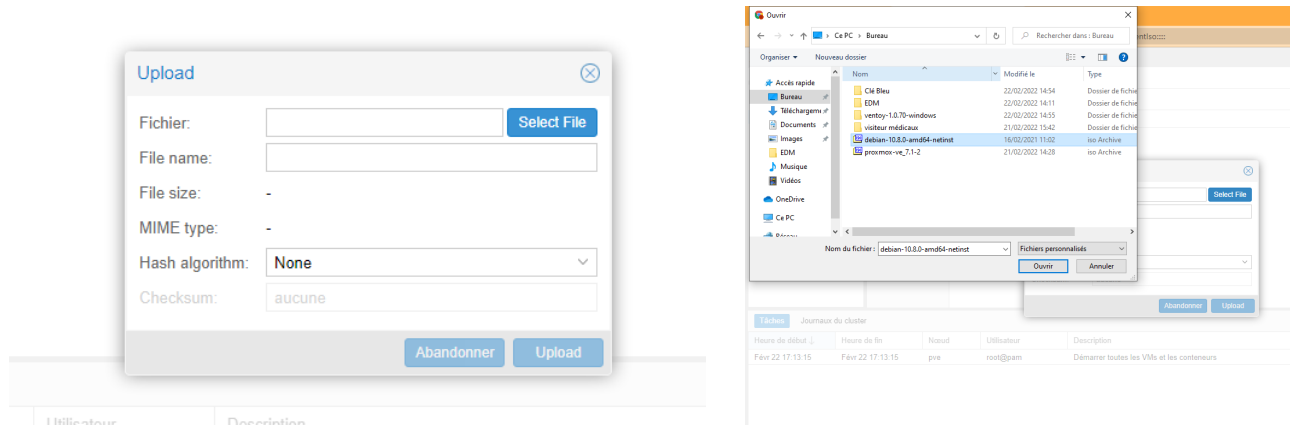 Upload
Fichier:
Select File
File name:
File size: -
MIME type: -
Hash algorithm: None
Checksum: aucune
Abandonner Upload
Utilisateur Description
Ouvrir
Ce PC > Bureau
Rechercher dans : Bureau
Organiser Nouveau dossier
Nom Modifié le Type
Accès rapide
Bureau
Téléchargeme
Documents
Images
EDM
Musique
Vidéos
OneDrive
Ce PC
Réseau
Clé Bleu 22/02/2022 14:54 Dossier de fichie
EDM 22/02/2022 14:11 Dossier de fichie
ventoy-1.0.70-windows 22/02/2022 14:55 Dossier de fichie
visiteur médicaux 21/02/2022 15:42 Dossier de fichie
debian-10.8.0-amd64-netinst 16/02/2021 11:02 iso Archive
proxmox-ve_7.1-2 21/02/2022 14:28 iso Archive
Nom du fichier : debian-10.8.0-amd64-netinst Fichiers personnalisés
Ouvrir Annuler
Select File
Abandonner Upload
Tâches Journaux du cluster
Heure de début ↓ Heure de fin Nœud Utilisateur Description
Févr 22 17:13:15 Févr 22 17:13:15 pve root@pam Démarrer toutes les VMs et les conteneurs